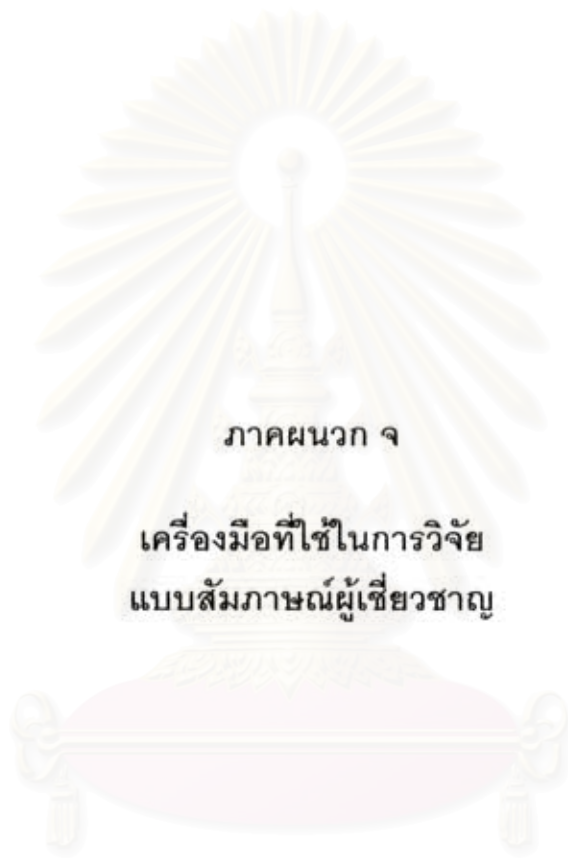 ภาคผนวก จ
เครื่องมือที่ใช้ในการวิจัย
แบบสัมภาษณ์ผู้เชี่ยวชาญ